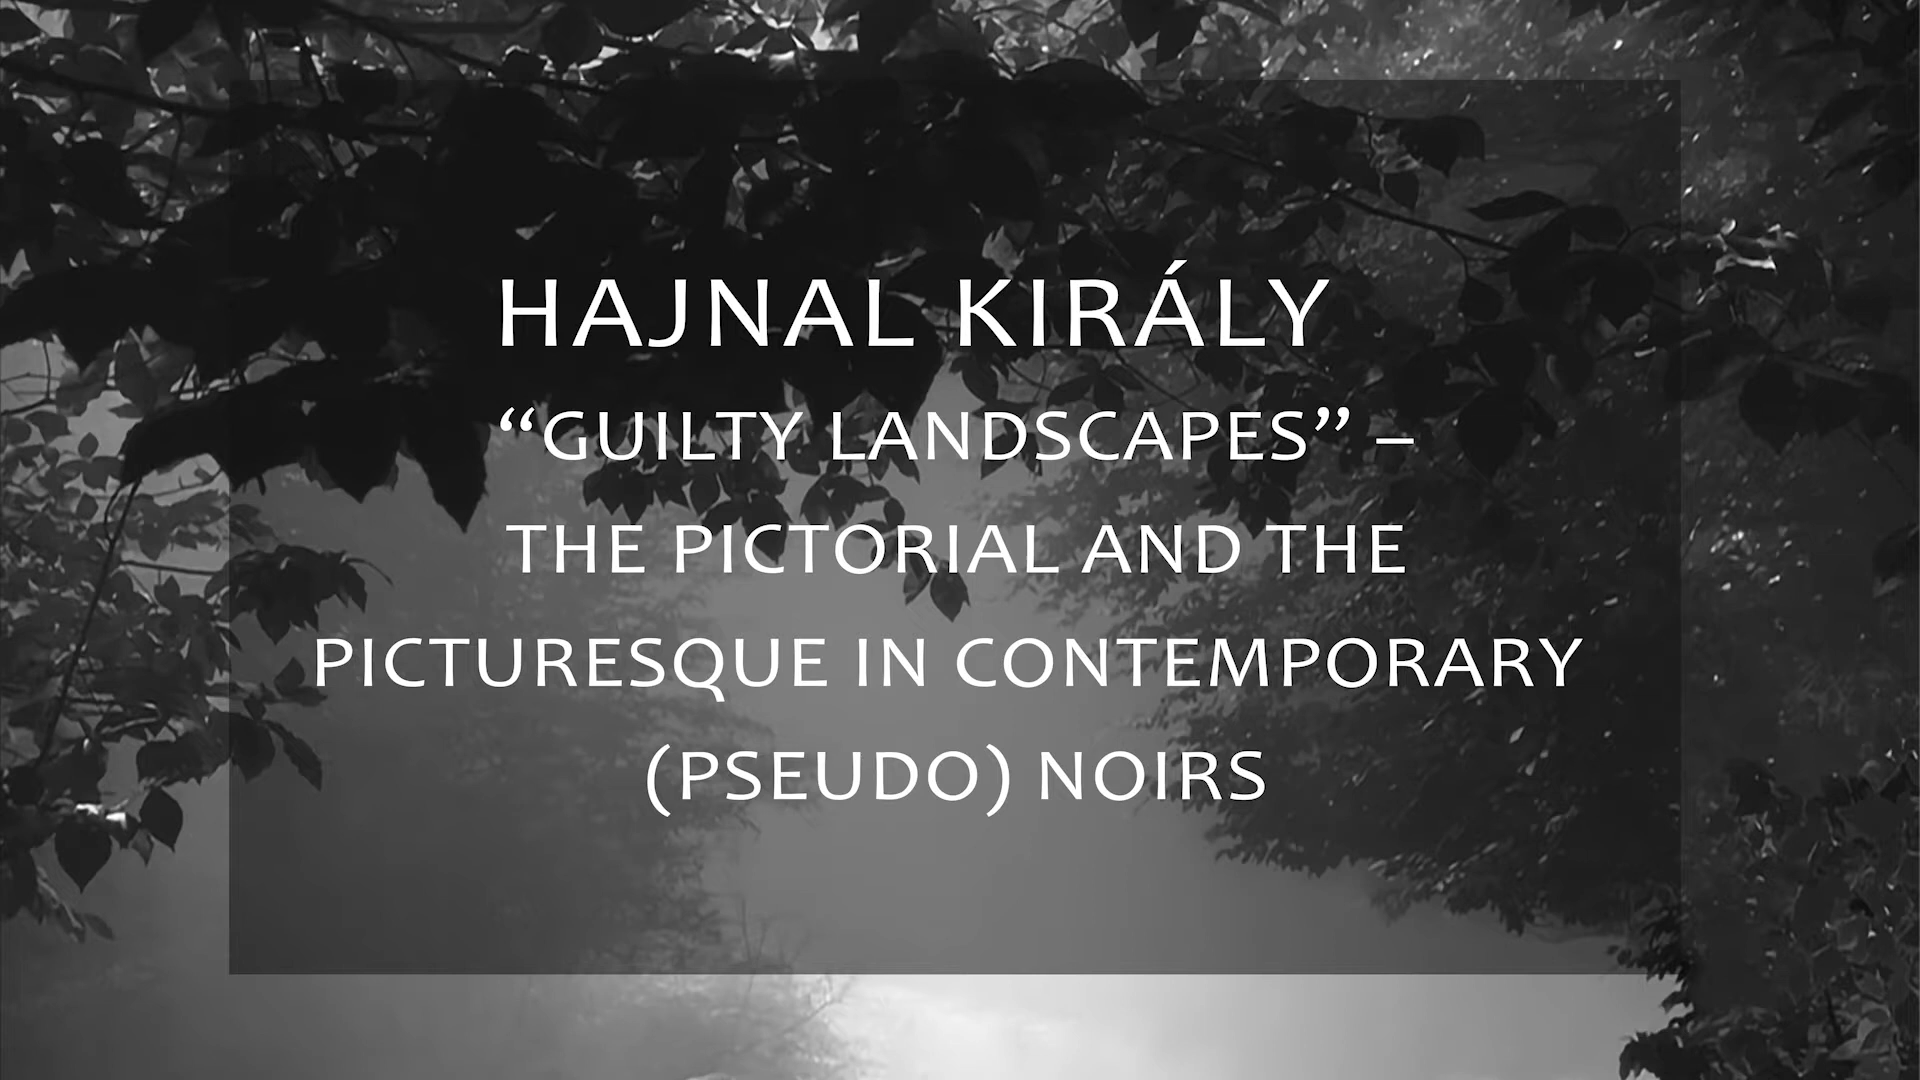 HAJNAL KIRÁLY
“GUILTY LANDSCAPES” –
THE PICTORIAL AND THE
PICTURESQUE IN CONTEMPORARY
(PSEUDO) NOIRS